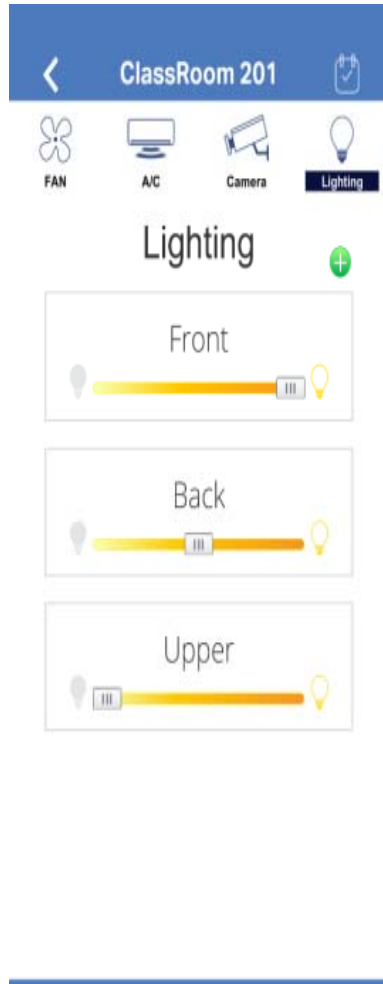 ClassRoom 201
FAN A/C Camera Lighting
Lighting
Front
Back
Upper